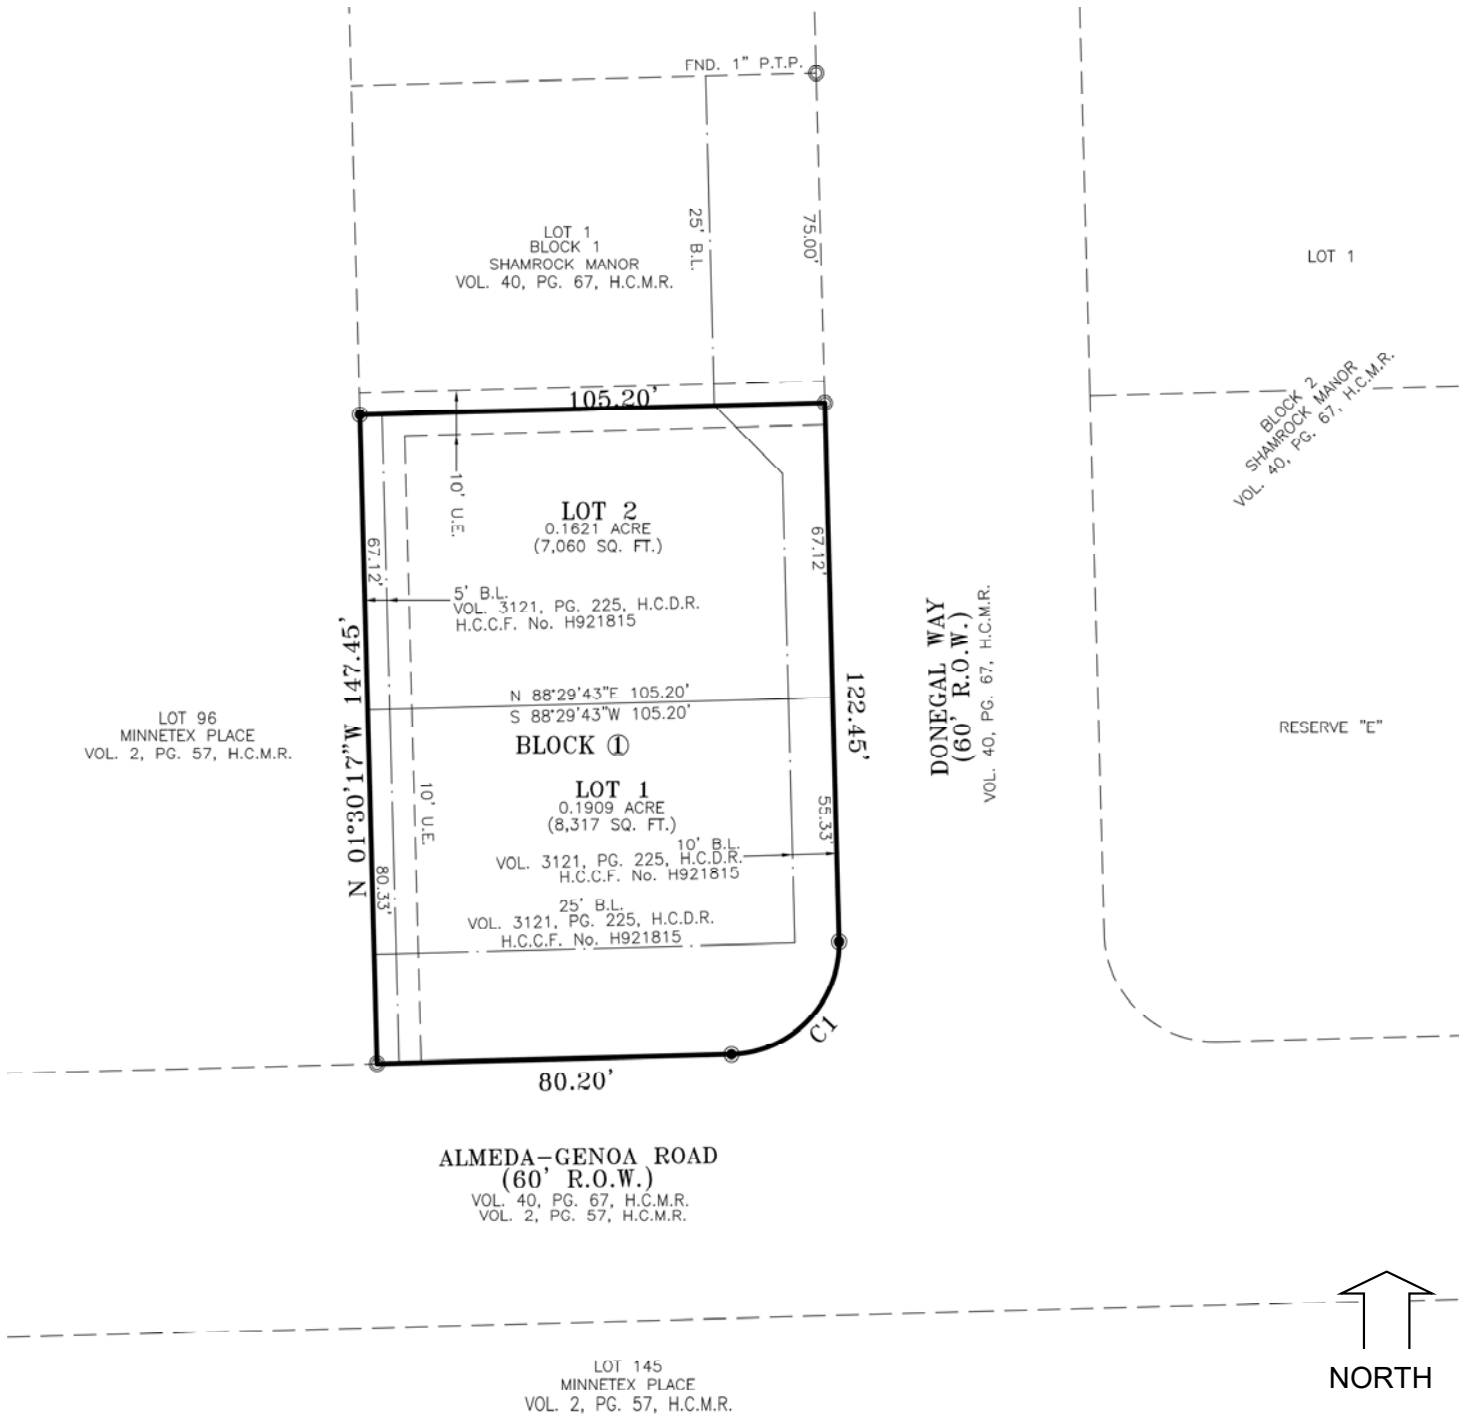 FND. 1" P.T.P.
25' B.L.
75.00'
LOT 1
BLOCK 1
SHAMROCK MANOR
VOL. 40, PG. 67, H.C.M.R.
LOT 1
BLOCK 2
SHAMROCK MANOR
VOL. 40, PG. 67, H.C.M.R.
105.20'
10' U.E.
LOT 2
0.1621 ACRE
(7,060 SQ. FT.)
67.12'
67.12'
5' B.L.
VOL. 3121, PG. 225, H.C.D.R.
H.C.C.F. No. H921815
N 01°30'17"W 147.45'
N 88°29'43"E 105.20'
S 88°29'43"W 105.20'
122.45'
DONEGAL WAY
(60' R.O.W.)
VOL. 40, PG. 67, H.C.M.R.
LOT 96
MINNETEX PLACE
VOL. 2, PG. 57, H.C.M.R.
RESERVE "E"
BLOCK 1
LOT 1
0.1909 ACRE
(8,317 SQ. FT.)
10' U.E.
55.33'
10' B.L.
VOL. 3121, PG. 225, H.C.D.R.
H.C.C.F. No. H921815
80.33'
25' B.L.
VOL. 3121, PG. 225, H.C.D.R.
H.C.C.F. No. H921815
C1
80.20'
ALMEDA-GENOA ROAD
(60' R.O.W.)
VOL. 40, PG. 67, H.C.M.R.
VOL. 2, PG. 57, H.C.M.R.
LOT 145
MINNETEX PLACE
VOL. 2, PG. 57, H.C.M.R.
NORTH